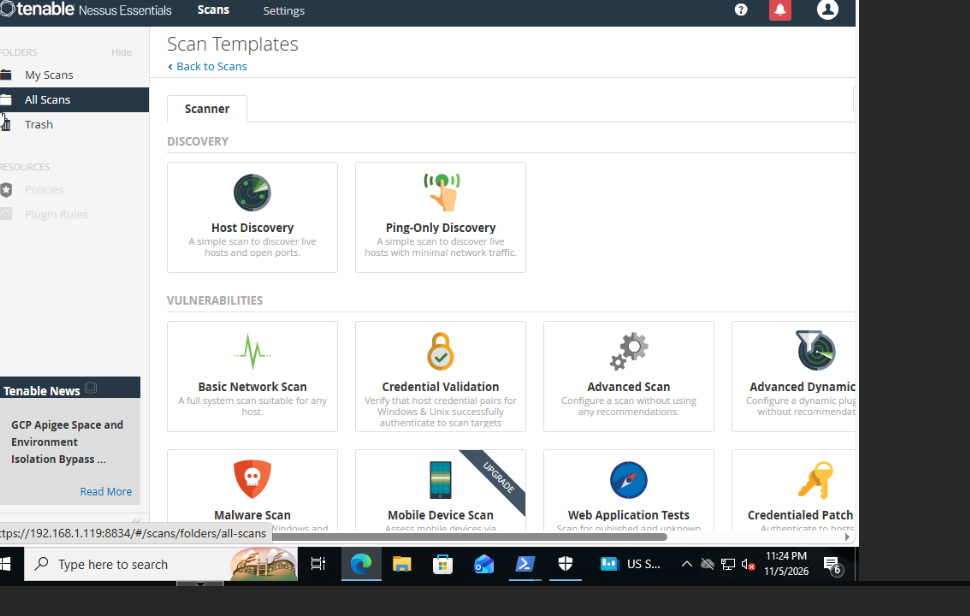 tenable Nessus Essentials
Scans
Settings
FOLDERS
Hide
My Scans
All Scans
Trash
RESOURCES
Policies
Plugin Rules
Tenable News
GCP Apigee Space and
Environment
Isolation Bypass ...
Read More
Scan Templates
Back to Scans
Scanner
DISCOVERY
Host Discovery
A simple scan to discover live
hosts and open ports.
Ping-Only Discovery
A simple scan to discover live
hosts with minimal network traffic.
VULNERABILITIES
Basic Network Scan
A full system scan suitable for any
host.
Credential Validation
Verify that host credential pairs for
Windows & Unix successfully
authenticate to scan targets
Advanced Scan
Configure a scan without using
any recommendations.
Advanced Dynamic
Configure a dynamic plug
without recommendat
Malware Scan
Windows and
UPGRADE
Mobile Device Scan
Assess mobile devices via
Web Application Tests
Scan for published and unknown
Credentialed Patch
Authenticate to hosts
ttps://192.168.1.119:8834/#/scans/folders/all-scans
Type here to search
US S...
11:24 PM
11/5/2026
6